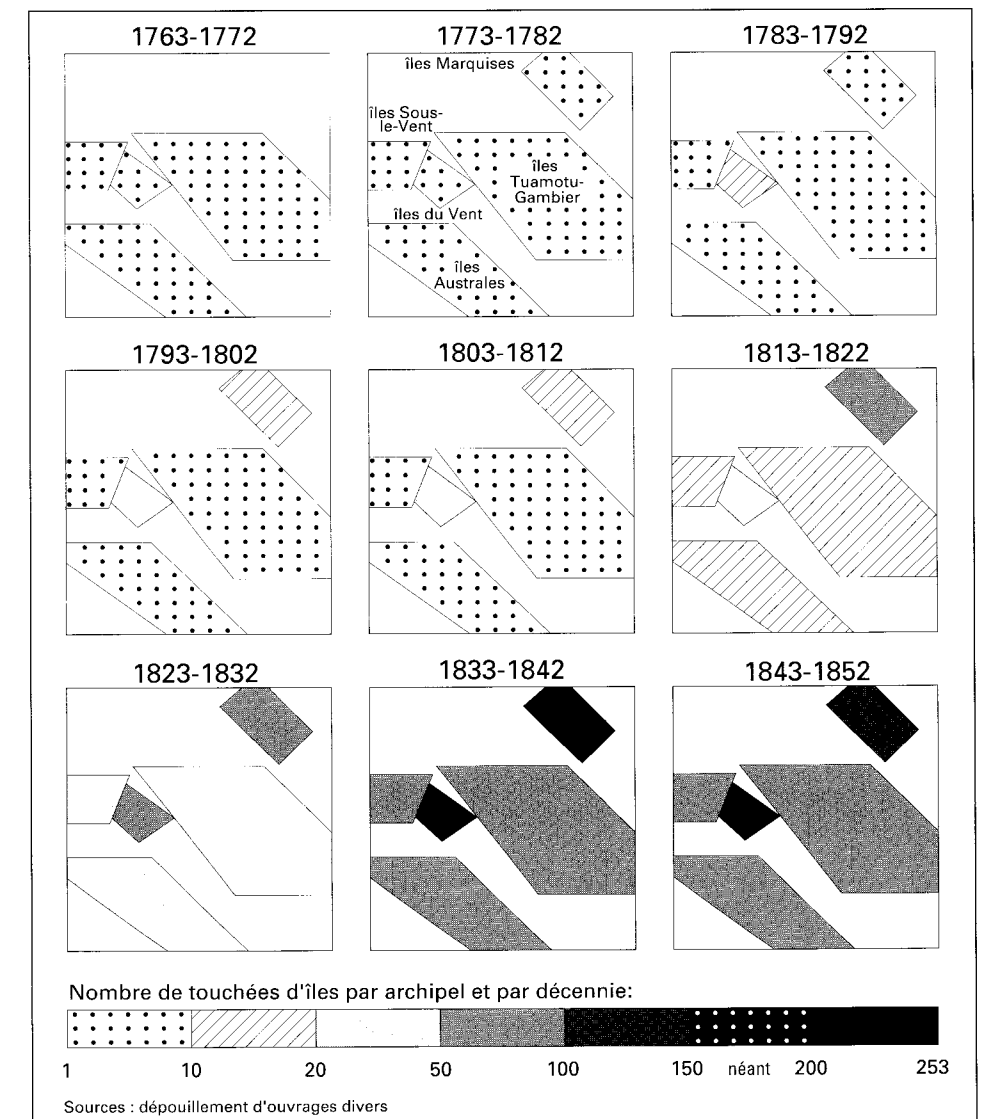 1763-1772
1773-1782
1783-1792
îles Marquises
îles Sous-
le-Vent
îles
Tuamotu-
Gambier
îles du Vent
îles
Australes
1793-1802
1803-1812
1813-1822
1823-1832
1833-1842
1843-1852
Nombre de touchées d'îles par archipel et par décennie:
1 10 20 50 100 150 néant 200 253
Sources : dépouillement d'ouvrages divers